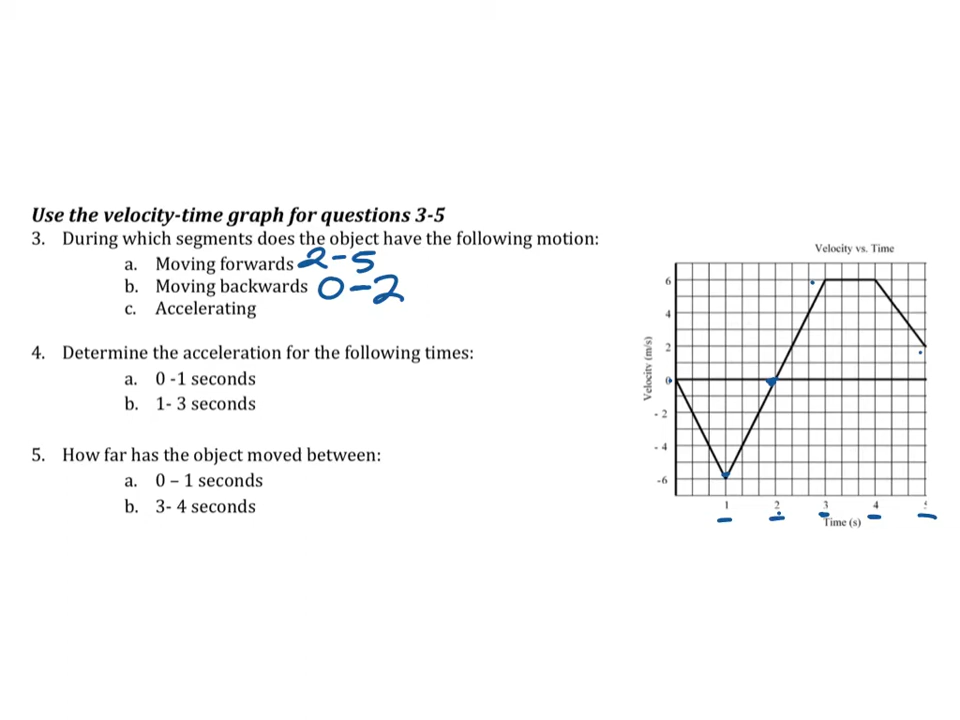 Use the velocity-time graph for questions 3-5
3. During which segments does the object have the following motion:
a. Moving forwards 2-5
b. Moving backwards 0-2
c. Accelerating
4. Determine the acceleration for the following times:
a. 0 -1 seconds
b. 1- 3 seconds
5. How far has the object moved between:
a. 0 – 1 seconds
b. 3- 4 seconds
Velocity vs. Time
Velocity (m/s)
6
4
2
0
- 2
- 4
-6
1 2 3 4
Time (s)